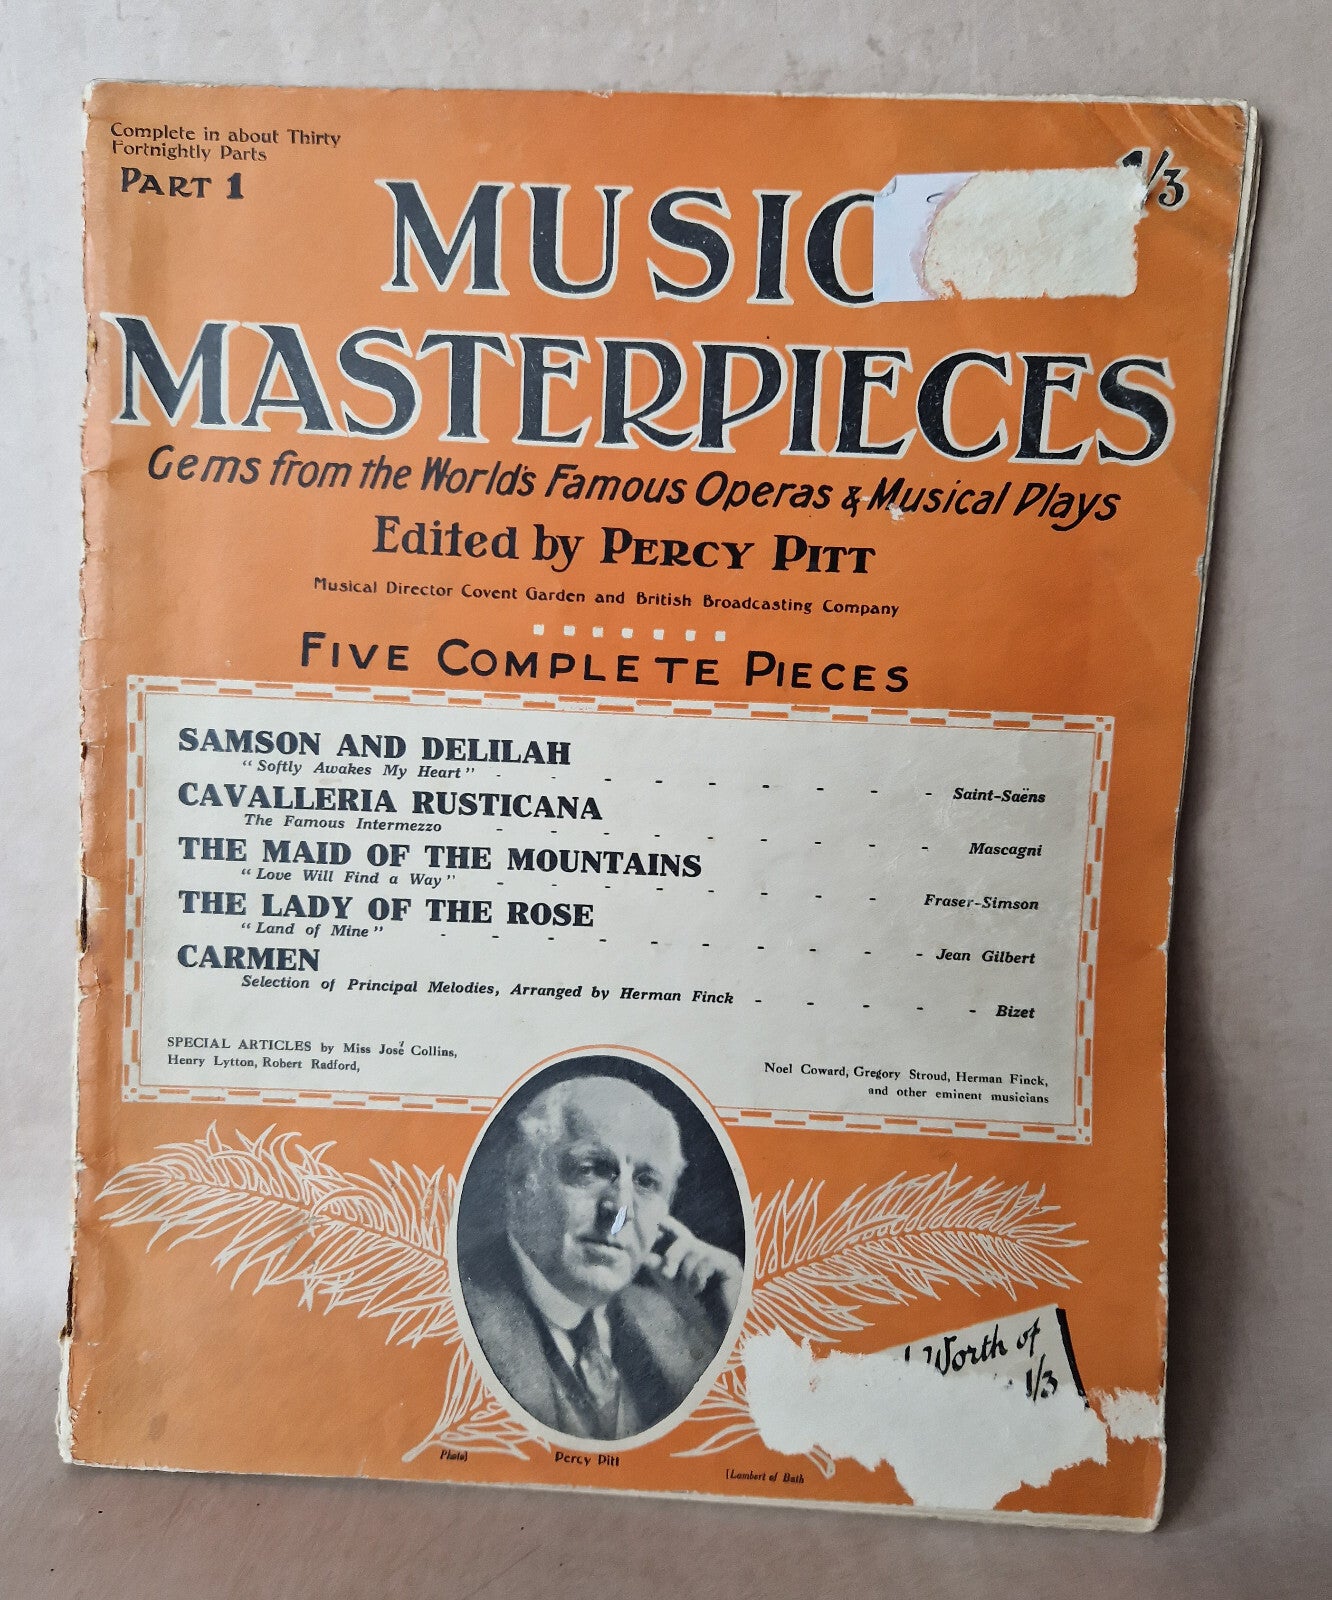 Complete in about Thirty
Fortnightly Parts
PART 1
1/3
MUSIC
MASTERPIECES
Gems from the World's Famous Operas & Musical Plays
Edited by PERCY PITT
Musical Director Covent Garden and British Broadcasting Company
FIVE COMPLETE PIECES
SAMSON AND DELILAH
"Softly Awakes My Heart" - - - - - - - - - Saint-Saëns
CAVALLERIA RUSTICANA
The Famous Intermezzo - - - - - - - - - Mascagni
THE MAID OF THE MOUNTAINS
"Love Will Find a Way" - - - - - - - - Fraser-Simson
THE LADY OF THE ROSE
"Land of Mine" - - - - - - - - - - Jean Gilbert
CARMEN
Selection of Principal Melodies, Arranged by Herman Finck - - - - - Bizet
SPECIAL ARTICLES by Miss José Collins,
Henry Lytton, Robert Radford,
Noel Coward, Gregory Stroud, Herman Finck,
and other eminent musicians
Worth of
1/3
Photo]
Percy Pitt
[Lambert of Bath